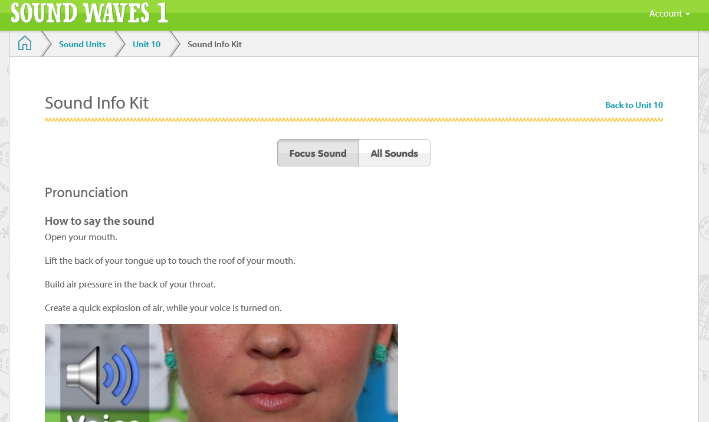 SOUND WAVES 1
Account
Sound Units
Unit 10
Sound Info Kit
Sound Info Kit
Back to Unit 10
Focus Sound
All Sounds
Pronunciation
How to say the sound
Open your mouth.
Lift the back of your tongue up to touch the roof of your mouth.
Build air pressure in the back of your throat.
Create a quick explosion of air, while your voice is turned on.
Voice